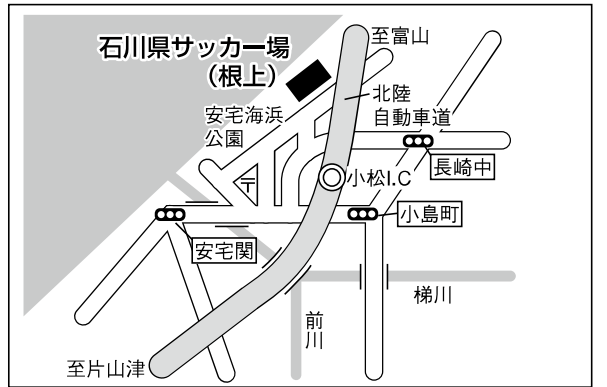 石川県サッカー場
（根上）
至富山
北陸
自動車道
安宅海浜
公園
長崎中
〒
小松I.C
小島町
安宅関
梯川
前川
至片山津